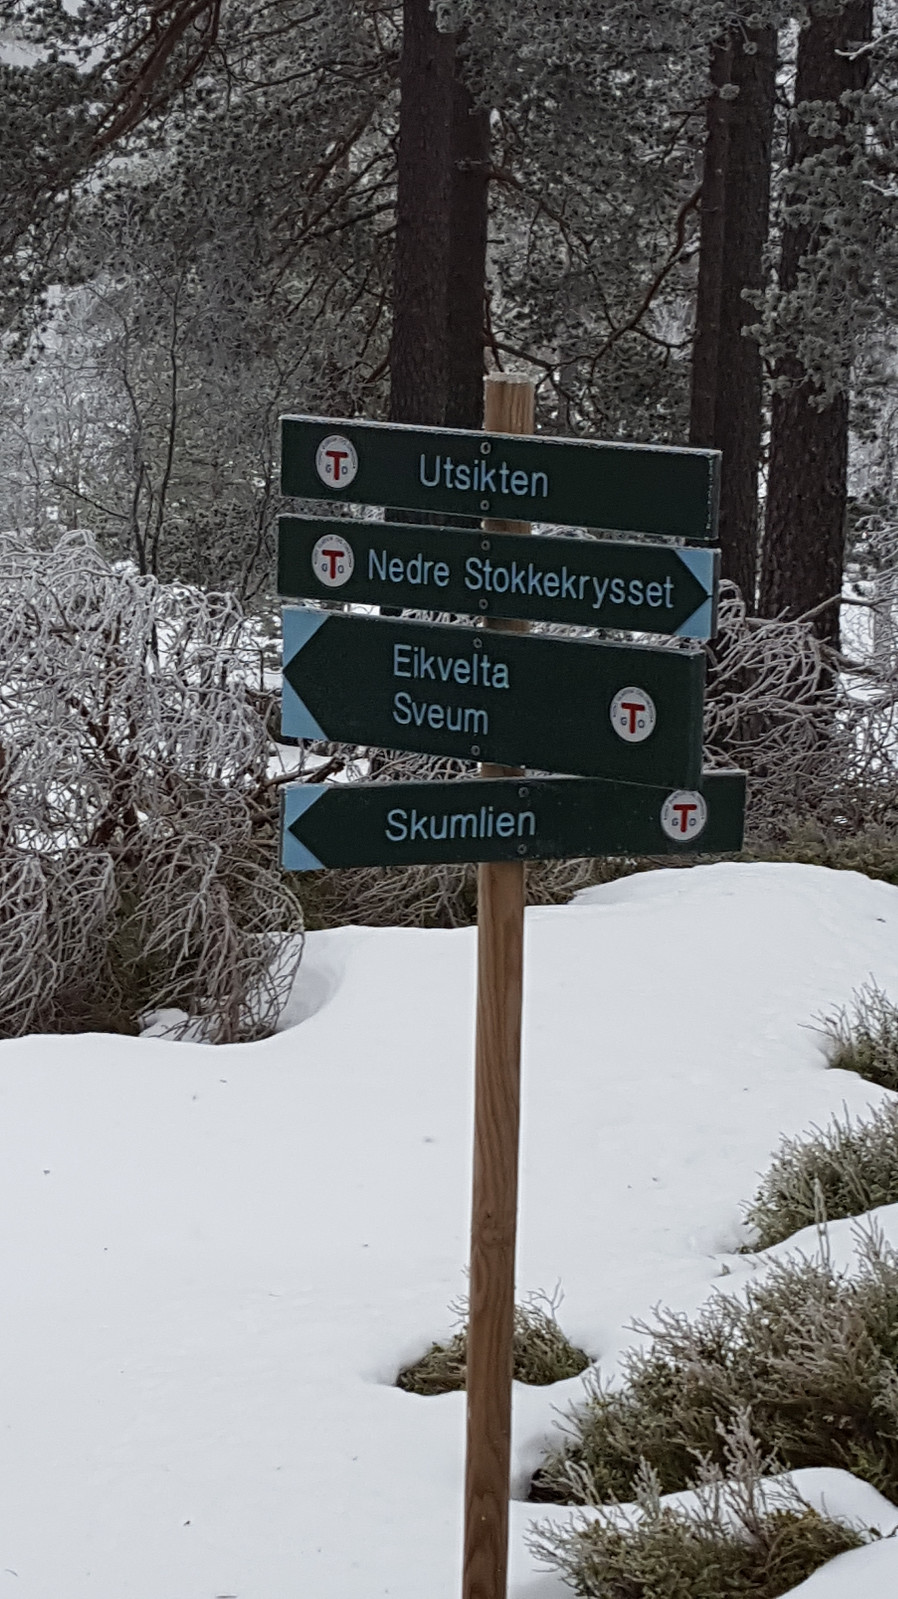 Utsikten
Nedre Stokkekrysset
Eikvelta
Sveum
Skumlien
T
G O
T
G O
T
G O
T
G O